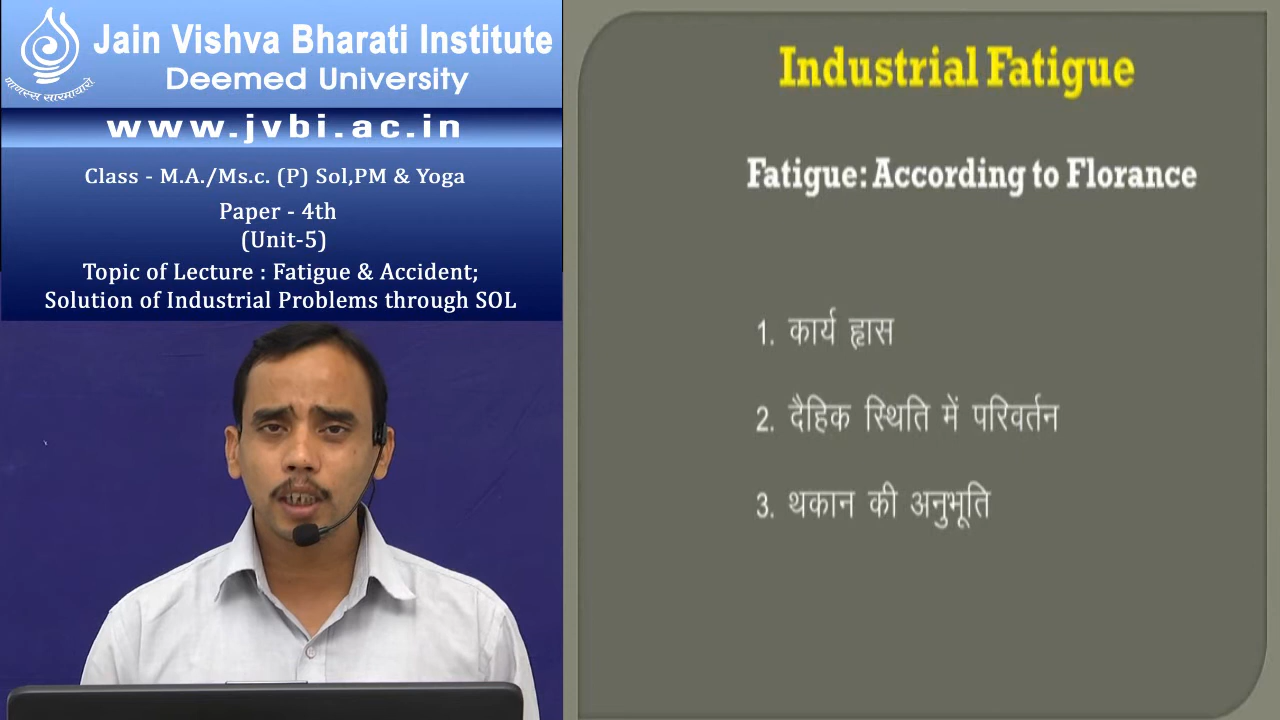 Jain Vishva Bharati Institute
Deemed University
णाणस्स सारमायारो
www.jvbi.ac.in
Class - M.A./Ms.c. (P) Sol,PM & Yoga
Paper - 4th
(Unit-5)
Topic of Lecture : Fatigue & Accident;
Solution of Industrial Problems through SOL
Industrial Fatigue
Fatigue: According to Florance
1. कार्य ह्रास
2. दैहिक स्थिति में परिवर्तन
3. थकान की अनुभूति